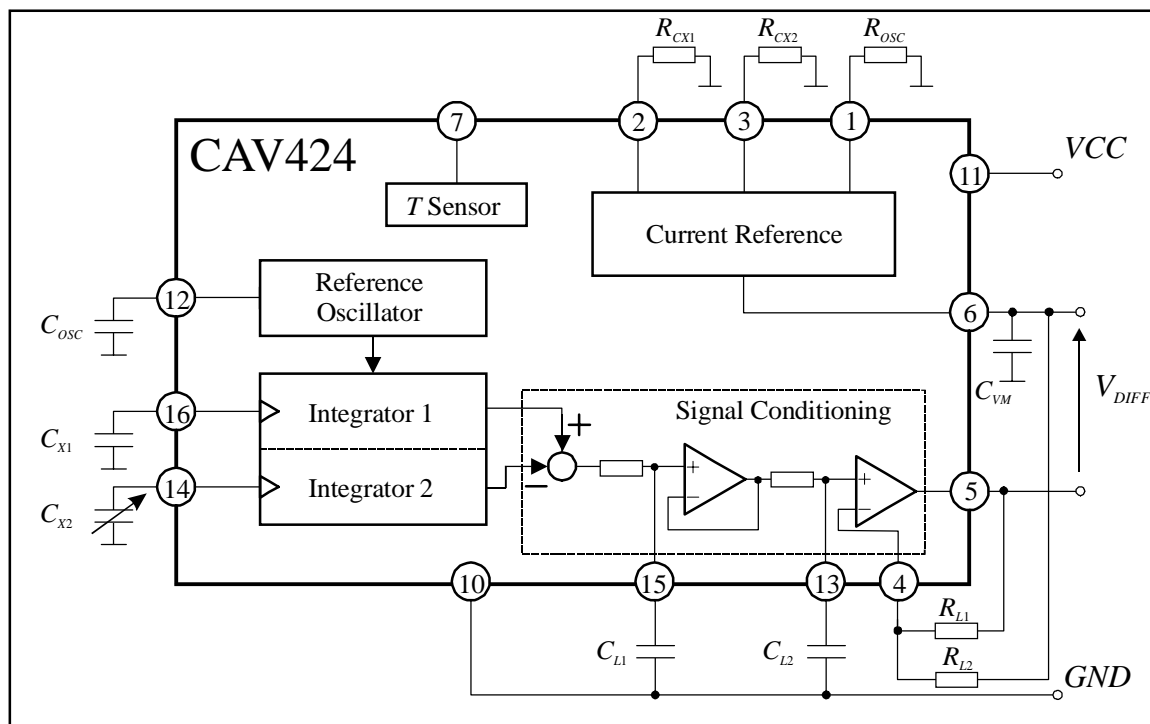 R_CX1 R_CX2 R_OSC
7 2 3 1
CAV424
VCC
11
T Sensor
Current Reference
12
Reference
Oscillator
6
C_OSC
C_VM
V_DIFF
16
Integrator 1
+
Signal Conditioning
C_X1
+
+
14
Integrator 2
−
−
−
5
C_X2
10 15 13 4
R_L1
C_L1 C_L2
R_L2
GND